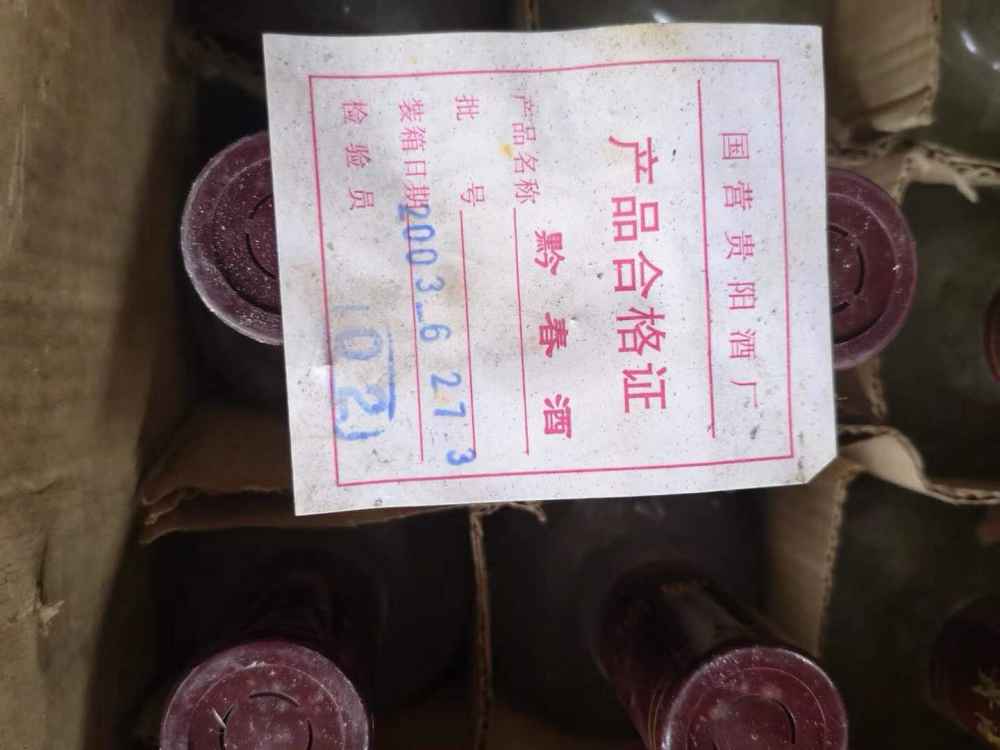 国营贵阳酒厂
产品合格证
产品名称 黔春酒
批号
装箱日期 2003.6 27 3
检验员 1021